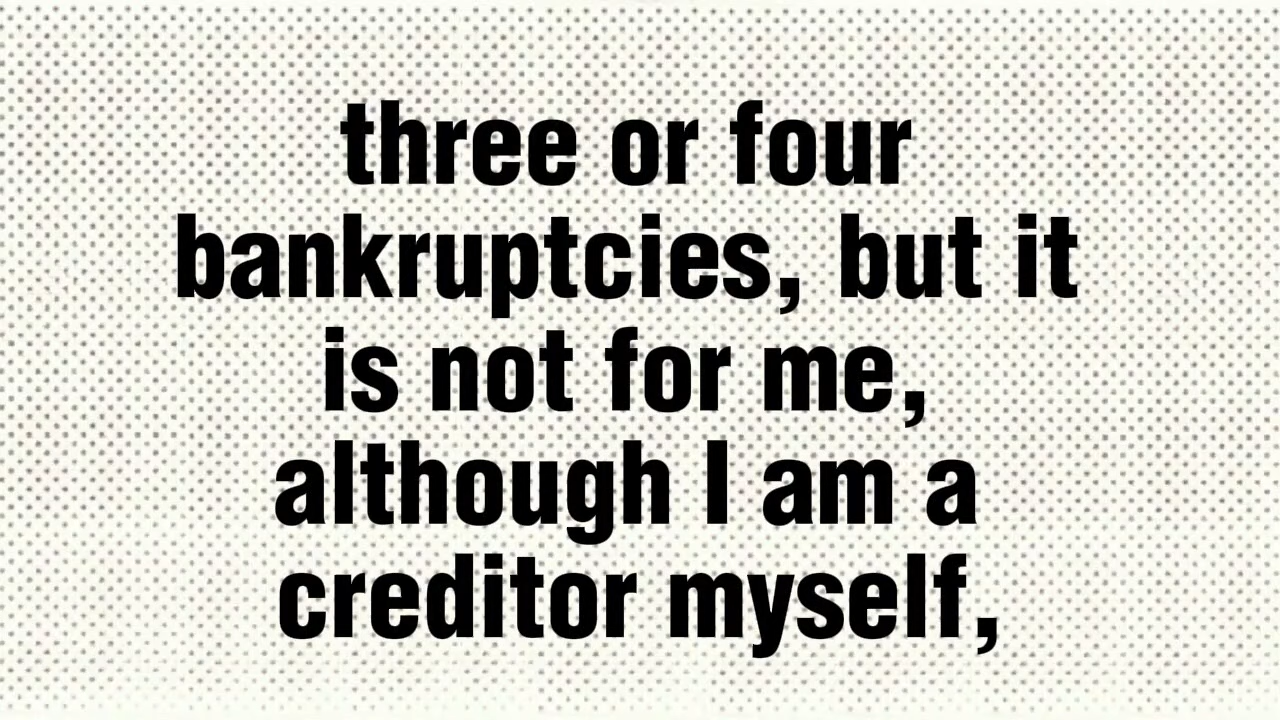 three or four
bankruptcies, but it
is not for me,
although I am a
creditor myself,